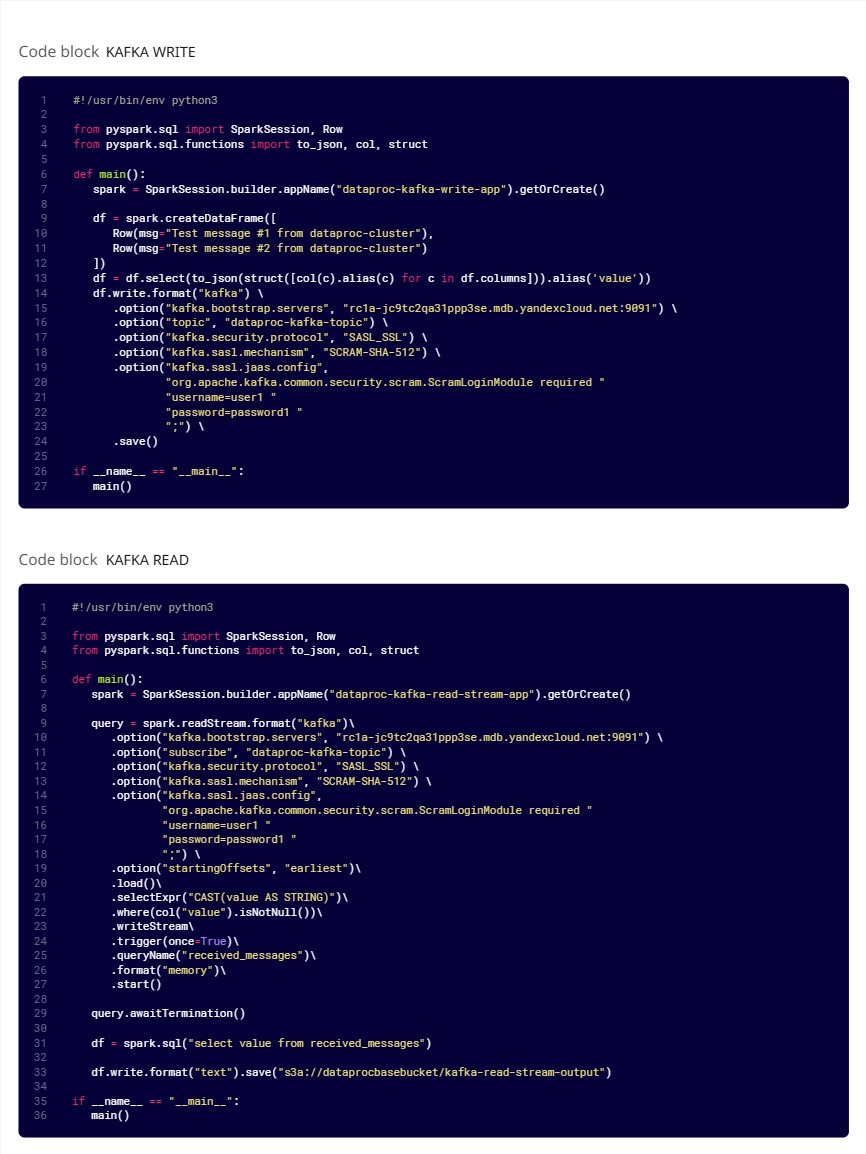 Code block KAFKA WRITE
1 #!/usr/bin/env python3
2
3 from pyspark.sql import SparkSession, Row
4 from pyspark.sql.functions import to_json, col, struct
5
6 def main():
7 spark = SparkSession.builder.appName("dataproc-kafka-write-app").getOrCreate()
8
9 df = spark.createDataFrame([
10 Row(msg="Test message #1 from dataproc-cluster"),
11 Row(msg="Test message #2 from dataproc-cluster")
12 ])
13 df = df.select(to_json(struct([col(c).alias(c) for c in df.columns])).alias('value'))
14 df.write.format("kafka") \
15 .option("kafka.bootstrap.servers", "rc1a-jc9tc2qa31ppp3se.mdb.yandexcloud.net:9091") \
16 .option("topic", "dataproc-kafka-topic") \
17 .option("kafka.security.protocol", "SASL_SSL") \
18 .option("kafka.sasl.mechanism", "SCRAM-SHA-512") \
19 .option("kafka.sasl.jaas.config",
20 "org.apache.kafka.common.security.scram.ScramLoginModule required "
21 "username=user1 "
22 "password=password1 "
23 ";") \
24 .save()
25
26 if __name__ == "__main__":
27 main()
Code block KAFKA READ
1 #!/usr/bin/env python3
2
3 from pyspark.sql import SparkSession, Row
4 from pyspark.sql.functions import to_json, col, struct
5
6 def main():
7 spark = SparkSession.builder.appName("dataproc-kafka-read-stream-app").getOrCreate()
8
9 query = spark.readStream.format("kafka")\
10 .option("kafka.bootstrap.servers", "rc1a-jc9tc2qa31ppp3se.mdb.yandexcloud.net:9091") \
11 .option("subscribe", "dataproc-kafka-topic") \
12 .option("kafka.security.protocol", "SASL_SSL") \
13 .option("kafka.sasl.mechanism", "SCRAM-SHA-512") \
14 .option("kafka.sasl.jaas.config",
15 "org.apache.kafka.common.security.scram.ScramLoginModule required "
16 "username=user1 "
17 "password=password1 "
18 ";") \
19 .option("startingOffsets", "earliest")\
20 .load()\
21 .selectExpr("CAST(value AS STRING)")\
22 .where(col("value").isNotNull())\
23 .writeStream\
24 .trigger(once=True)\
25 .queryName("received_messages")\
26 .format("memory")\
27 .start()
28
29 query.awaitTermination()
30
31 df = spark.sql("select value from received_messages")
32
33 df.write.format("text").save("s3a://dataprocbasebucket/kafka-read-stream-output")
34
35 if __name__ == "__main__":
36 main()